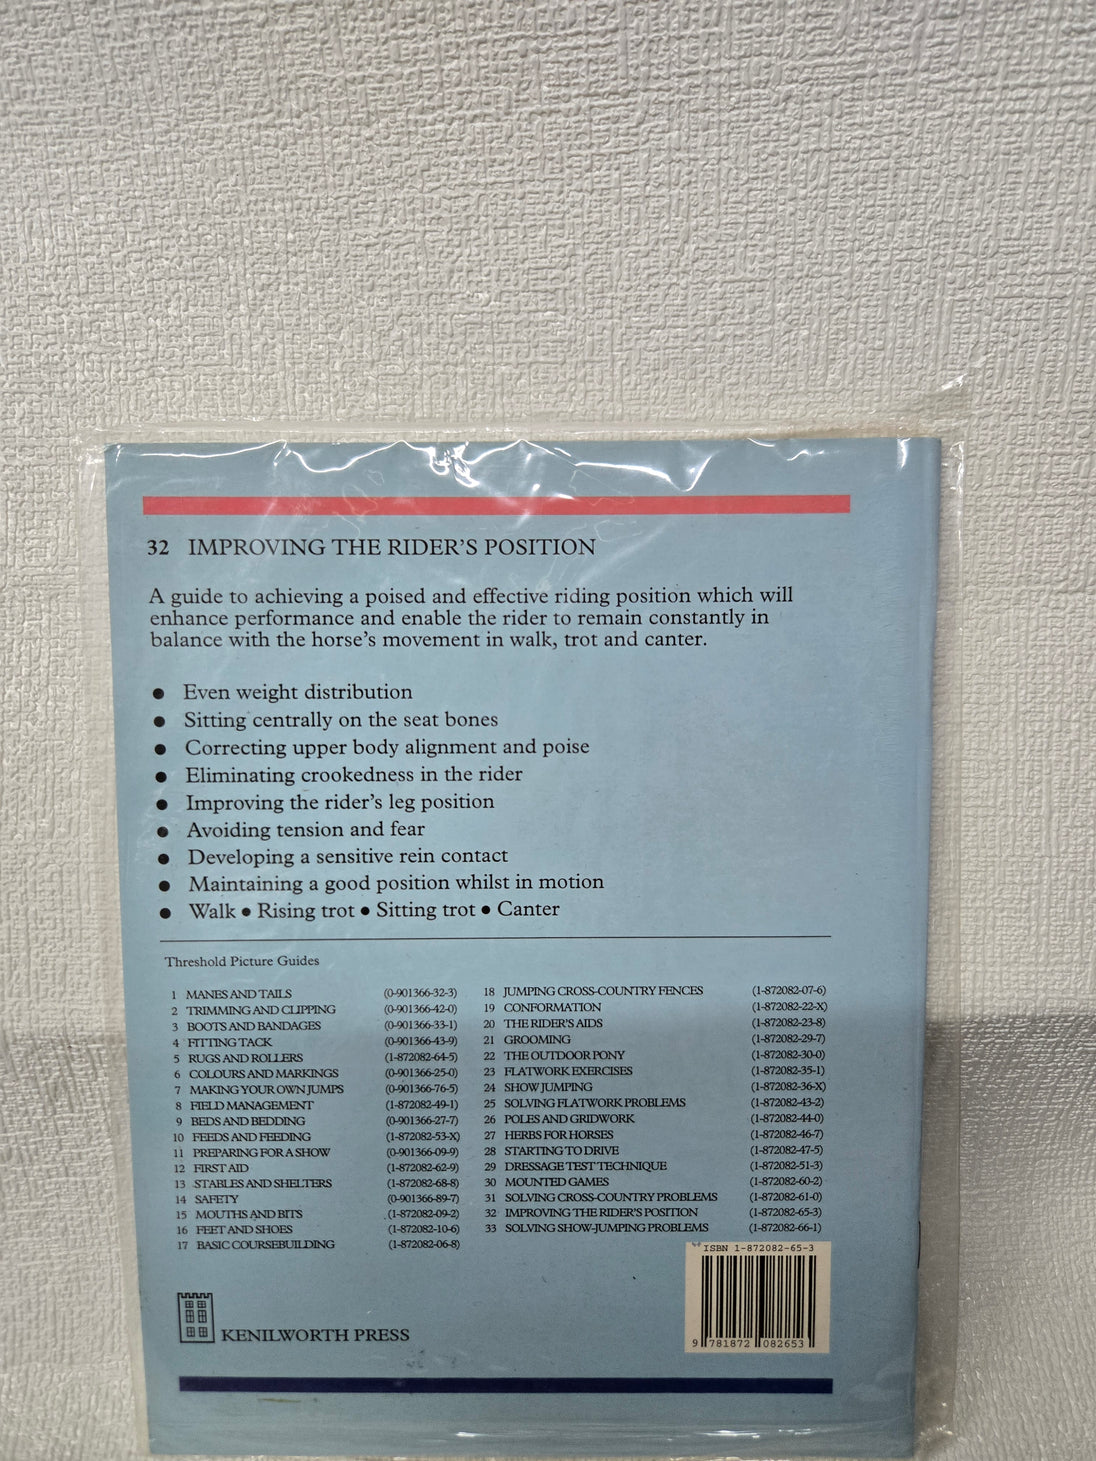 32 IMPROVING THE RIDER'S POSITION
A guide to achieving a poised and effective riding position which will
enhance performance and enable the rider to remain constantly in
balance with the horse's movement in walk, trot and canter.
● Even weight distribution
● Sitting centrally on the seat bones
● Correcting upper body alignment and poise
● Eliminating crookedness in the rider
● Improving the rider's leg position
● Avoiding tension and fear
● Developing a sensitive rein contact
● Maintaining a good position whilst in motion
● Walk ● Rising trot ● Sitting trot ● Canter
Threshold Picture Guides
1 MANES AND TAILS (0-901366-32-3)
2 TRIMMING AND CLIPPING (0-901366-42-0)
3 BOOTS AND BANDAGES (0-901366-33-1)
4 FITTING TACK (0-901366-43-9)
5 RUGS AND ROLLERS (1-872082-64-5)
6 COLOURS AND MARKINGS (0-901366-25-0)
7 MAKING YOUR OWN JUMPS (0-901366-76-5)
8 FIELD MANAGEMENT (1-872082-49-1)
9 BEDS AND BEDDING (0-901366-27-7)
10 FEEDS AND FEEDING (1-872082-53-X)
11 PREPARING FOR A SHOW (0-901366-09-9)
12 FIRST AID (1-872082-62-9)
13 STABLES AND SHELTERS (1-872082-68-8)
14 SAFETY (0-901366-89-7)
15 MOUTHS AND BITS (1-872082-09-2)
16 FEET AND SHOES (1-872082-10-6)
17 BASIC COURSEBUILDING (1-872082-06-8)
18 JUMPING CROSS-COUNTRY FENCES (1-872082-07-6)
19 CONFORMATION (1-872082-22-X)
20 THE RIDER'S AIDS (1-872082-23-8)
21 GROOMING (1-872082-29-7)
22 THE OUTDOOR PONY (1-872082-30-0)
23 FLATWORK EXERCISES (1-872082-35-1)
24 SHOW JUMPING (1-872082-36-X)
25 SOLVING FLATWORK PROBLEMS (1-872082-43-2)
26 POLES AND GRIDWORK (1-872082-44-0)
27 HERBS FOR HORSES (1-872082-46-7)
28 STARTING TO DRIVE (1-872082-47-5)
29 DRESSAGE TEST TECHNIQUE (1-872082-51-3)
30 MOUNTED GAMES (1-872082-60-2)
31 SOLVING CROSS-COUNTRY PROBLEMS (1-872082-61-0)
32 IMPROVING THE RIDER'S POSITION (1-872082-65-3)
33 SOLVING SHOW-JUMPING PROBLEMS (1-872082-66-1)
ISBN 1-872082-65-3
9 781872 082653
KENILWORTH PRESS